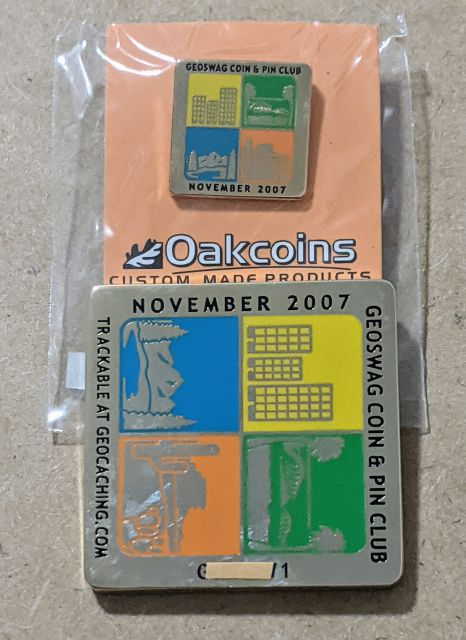 GEOSWAG COIN & PIN CLUB
NOVEMBER 2007
Oakcoins
CUSTOM MADE PRODUCTS
NOVEMBER 2007
GEOSWAG COIN & PIN CLUB
TRACKABLE AT GEOCACHING.COM